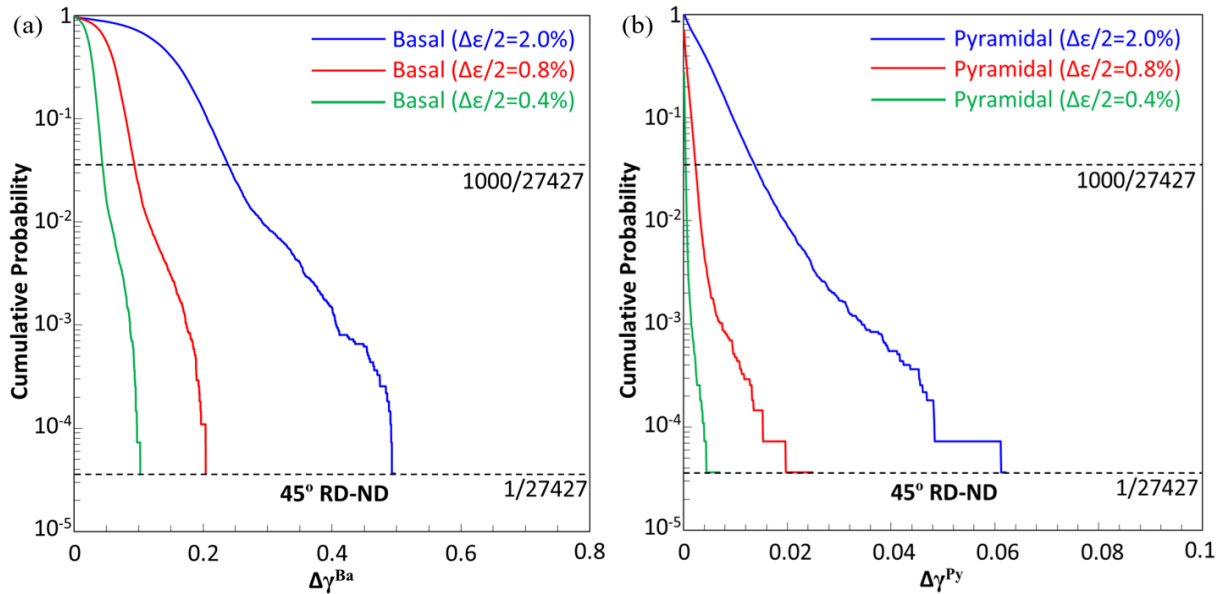 (a)
Basal (Δε/2=2.0%)
Basal (Δε/2=0.8%)
Basal (Δε/2=0.4%)
1
10⁻¹
10⁻²
10⁻³
10⁻⁴
10⁻⁵
Cumulative Probability
1000/27427
1/27427
45° RD-ND
0 0.2 0.4 0.6 0.8
Δγᴮᵃ
(b)
Pyramidal (Δε/2=2.0%)
Pyramidal (Δε/2=0.8%)
Pyramidal (Δε/2=0.4%)
1
10⁻¹
10⁻²
10⁻³
10⁻⁴
10⁻⁵
Cumulative Probability
1000/27427
1/27427
45° RD-ND
0 0.02 0.04 0.06 0.08 0.1
Δγᴾʸ